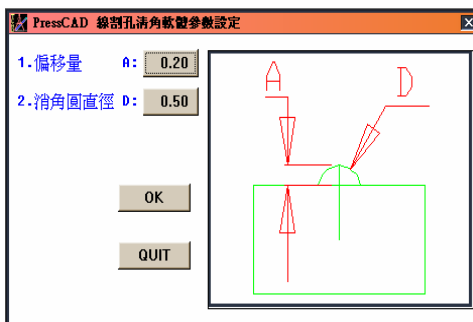 PressCAD 線割孔清角軟體參數設定
1.偏移量 A: 0.20
2.消角圓直徑 D: 0.50
OK
QUIT
A
D